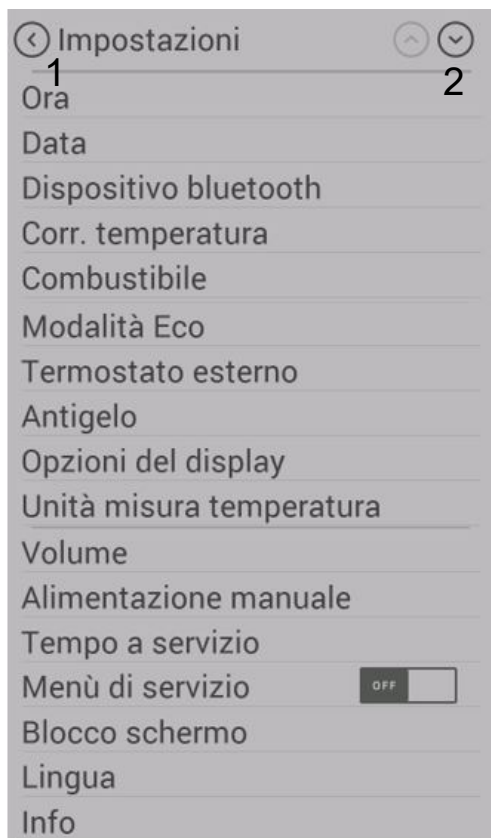 Impostazioni
1
2
Ora
Data
Dispositivo bluetooth
Corr. temperatura
Combustibile
Modalità Eco
Termostato esterno
Antigelo
Opzioni del display
Unità misura temperatura
Volume
Alimentazione manuale
Tempo a servizio
Menù di servizio OFF
Blocco schermo
Lingua
Info